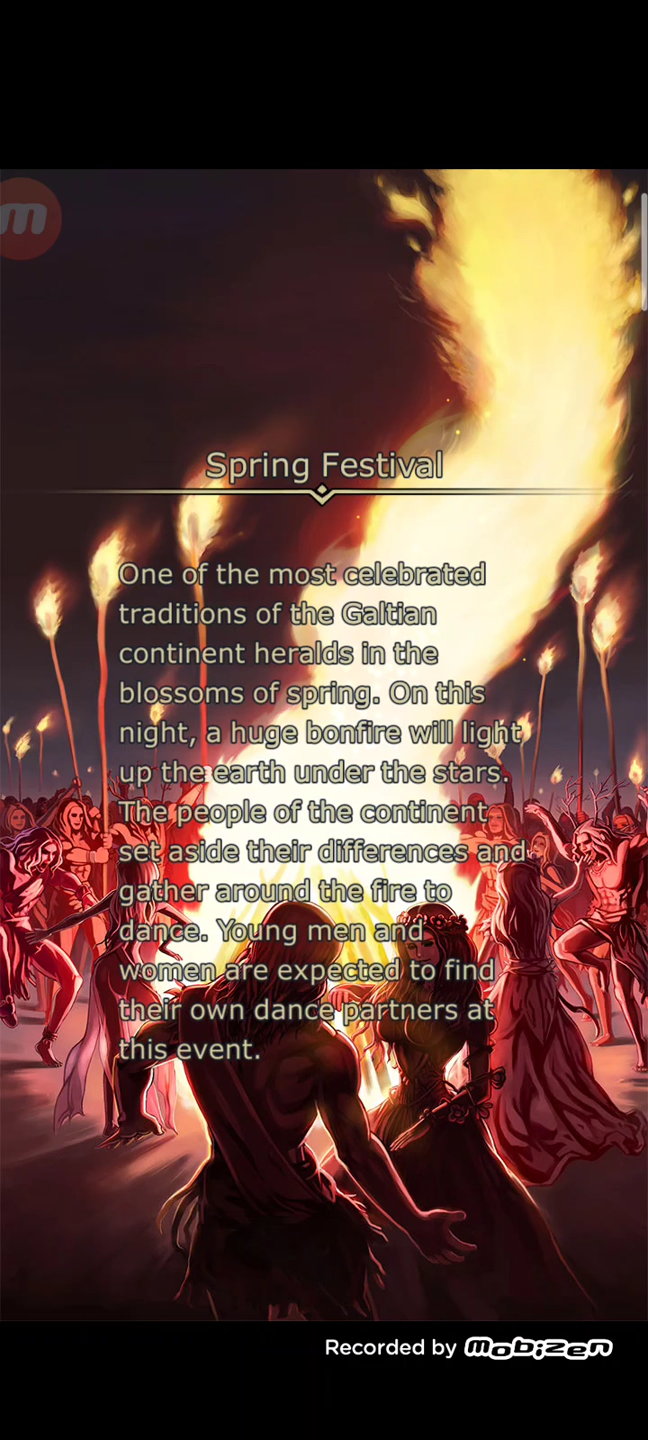 m
Spring Festival
One of the most celebrated
traditions of the Galtian
continent heralds in the
blossoms of spring. On this
night, a huge bonfire will light
up the earth under the stars.
The people of the continent
set aside their differences and
gather around the fire to
dance. Young men and
women are expected to find
their own dance partners at
this event.
Recorded by mobizen